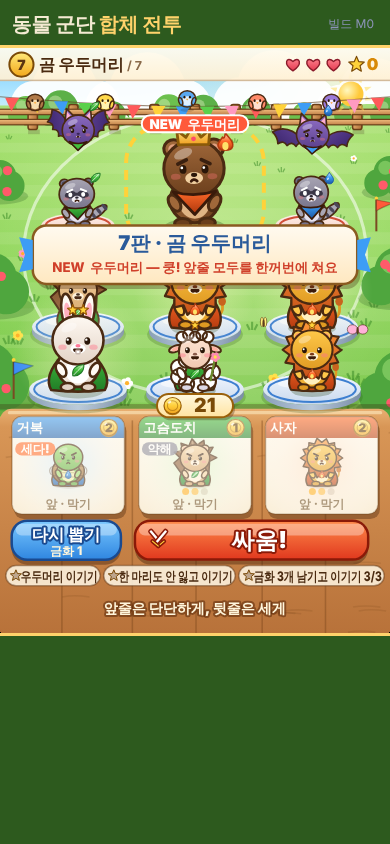 동물 군단 합체 전투
빌드 M0
7 곰 우두머리 / 7
0
NEW 우두머리
7판 · 곰 우두머리
NEW 우두머리 — 쿵! 앞줄 모두를 한꺼번에 쳐요
21
거북 2
고슴도치 1
사자 2
세다!
약해
앞 · 막기
앞 · 막기
앞 · 막기
다시 뽑기
금화 1
싸움!
우두머리 이기기
한 마리도 안 잃고 이기기
금화 3개 남기고 이기기 3/3
앞줄은 단단하게, 뒷줄은 세게